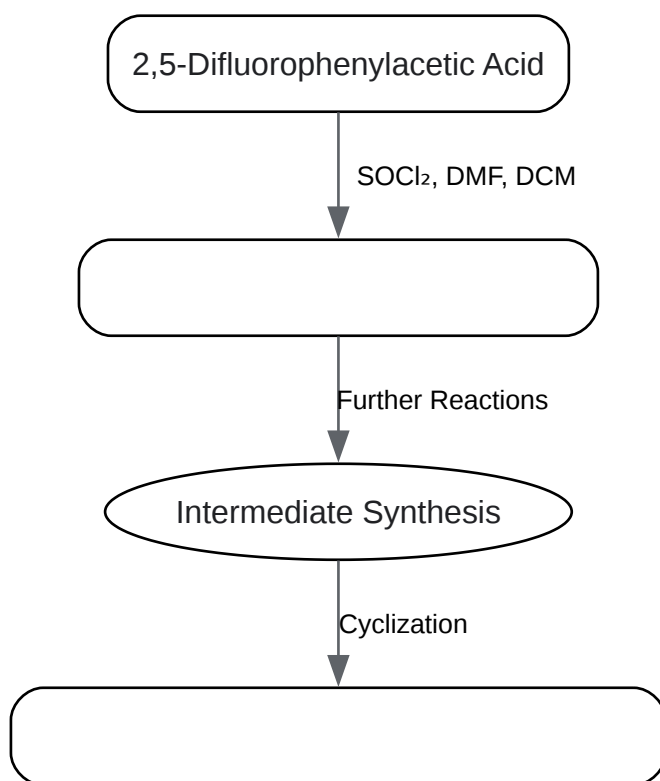 2,5-Difluorophenylacetic Acid
SOCl₂, DMF, DCM
Further Reactions
Intermediate Synthesis
Cyclization